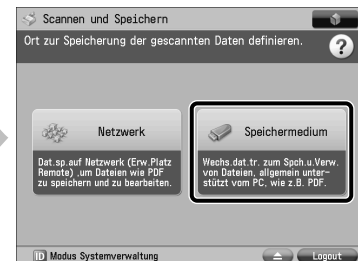 Scannen und Speichern
Ort zur Speicherung der gescannten Daten definieren.
?
Netzwerk
Dat.sp.auf Netzwerk (Erw.Platz
Remote) ,um Dateien wie PDF
zu speichern und zu bearbeiten.
Speichermedium
Wechs.dat.tr. zum Spch.u.Verw.
von Dateien, allgemein unter-
stützt vom PC, wie z.B. PDF.
ID Modus Systemverwaltung
Logout